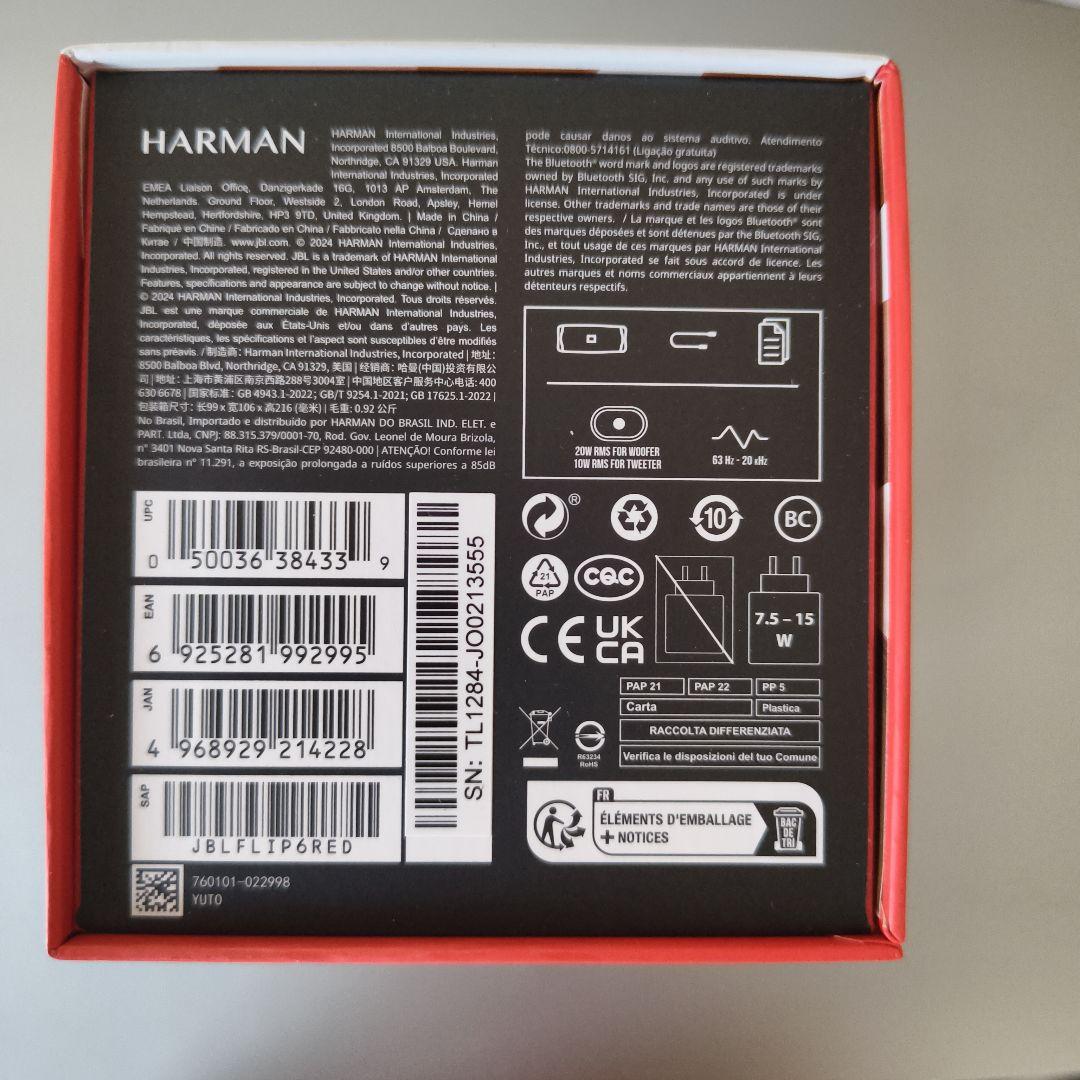 HARMAN
HARMAN International Industries,
Incorporated 8500 Balboa Boulevard,
Northridge, CA 91329 USA. Harman
International Industries, Incorporated
EMEA Liaison Office, Danzigerkade 16G, 1013 AP Amsterdam, The
Netherlands. Ground Floor, Westside 2, London Road, Apsley, Hemel
Hempstead, Hertfordshire, HP3 9TD, United Kingdom. | Made in China /
Fabriqué en Chine / Fabricado en China / Fabbricato nella China / Сделано в
Китае / 中国制造. www.jbl.com. © 2024 HARMAN International Industries,
Incorporated. All rights reserved. JBL is a trademark of HARMAN International
Industries, Incorporated, registered in the United States and/or other countries.
Features, specifications and appearance are subject to change without notice. |
© 2024 HARMAN International Industries, Incorporated. Tous droits réservés.
JBL est une marque commerciale de HARMAN International Industries,
Incorporated, déposée aux États-Unis et/ou dans d'autres pays. Les
caractéristiques, les spécifications et l'aspect sont susceptibles d'être modifiés
sans préavis. / 制造商: Harman International Industries, Incorporated | 地址:
8500 Balboa Blvd, Northridge, CA 91329, 美国 | 经销商: 哈曼(中国)投资有限公
司 | 地址: 上海市黄浦区南京西路288号3004室 | 中国地区客户服务中心电话: 400
630 6678 | 国家标准: GB 4943.1-2022; GB/T 9254.1-2021; GB 17625.1-2022 |
包装箱尺寸: 长99 x 宽106 x 高216 (毫米) | 毛重: 0.92 公斤
No Brasil, Importado e distribuido por HARMAN DO BRASIL IND. ELET. e
PART. Ltda, CNPJ: 88.315.379/0001-70, Rod. Gov. Leonel de Moura Brizola,
n° 3401 Nova Santa Rita RS-Brasil-CEP 92480-000 | ATENÇÃO! Conforme lei
brasileira nº 11.291, a exposição prolongada a ruídos superiores a 85dB
pode causar danos ao sistema auditivo. Atendimento
Técnico:0800-5714161 (Ligação gratuita)
The Bluetooth® word mark and logos are registered trademarks
owned by Bluetooth SIG, Inc. and any use of such marks by
HARMAN International Industries, Incorporated is under
license. Other trademarks and trade names are those of their
respective owners. / La marque et les logos Bluetooth® sont
des marques déposées et sont détenues par the Bluetooth SIG,
Inc., et tout usage de ces marques par HARMAN International
Industries, Incorporated se fait sous accord de licence. Les
autres marques et noms commerciaux appartiennent à leurs
détenteurs respectifs.
20W RMS FOR WOOFER
10W RMS FOR TWEETER
63 Hz - 20 kHz
®
10
BC
21
PAP
CQC
CE
UK
CA
7.5 – 15
W
PAP 21
PAP 22
PP 5
Carta
Plastica
RACCOLTA DIFFERENZIATA
Verifica le disposizioni del tuo Comune
R63234
RoHS
FR
ÉLÉMENTS D'EMBALLAGE
+ NOTICES
BAC
DE
TRI
UPC
0 50036 38433 9
EAN
6 925281 992995
JAN
4 968929 214228
SAP
JBLFLIP6RED
SN: TL1284-JO0213555
760101-022998
YUTO